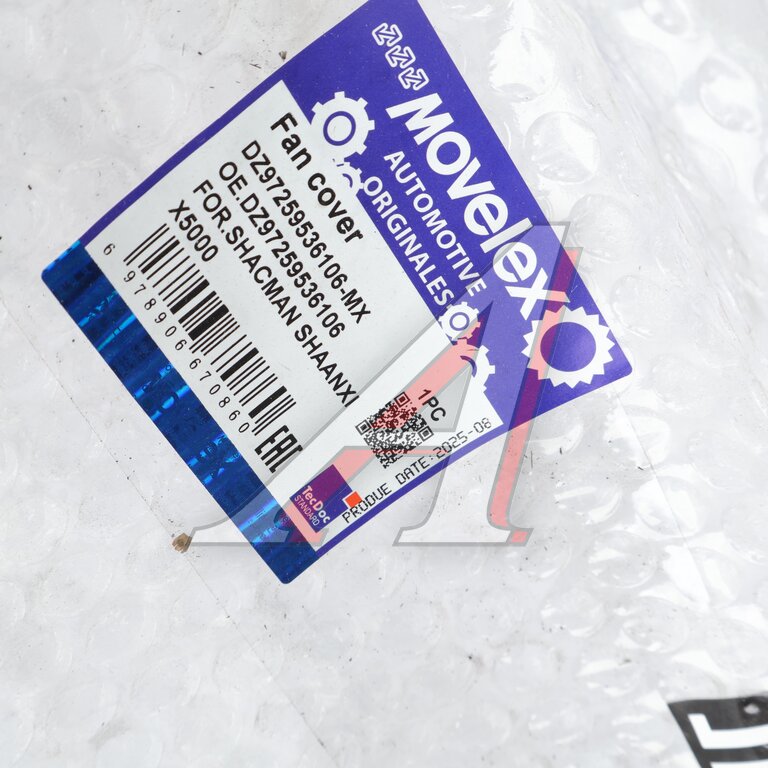 Movelex
AUTOMOTIVE
ORIGINALES
Fan cover
DZ97259536106-MX
OE.DZ97259536106
FOR.SHACMAN SHAANXI
X5000
6 978906 670860
EAC
1PC
PRODUE DATE:2025-08
TecDoc
STANDARD